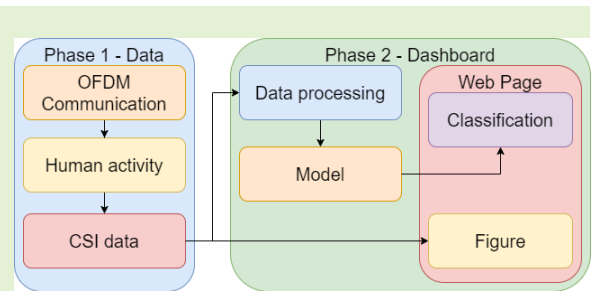 Phase 1 - Data
OFDM
Communication
Human activity
CSI data
Phase 2 - Dashboard
Data processing
Model
Web Page
Classification
Figure